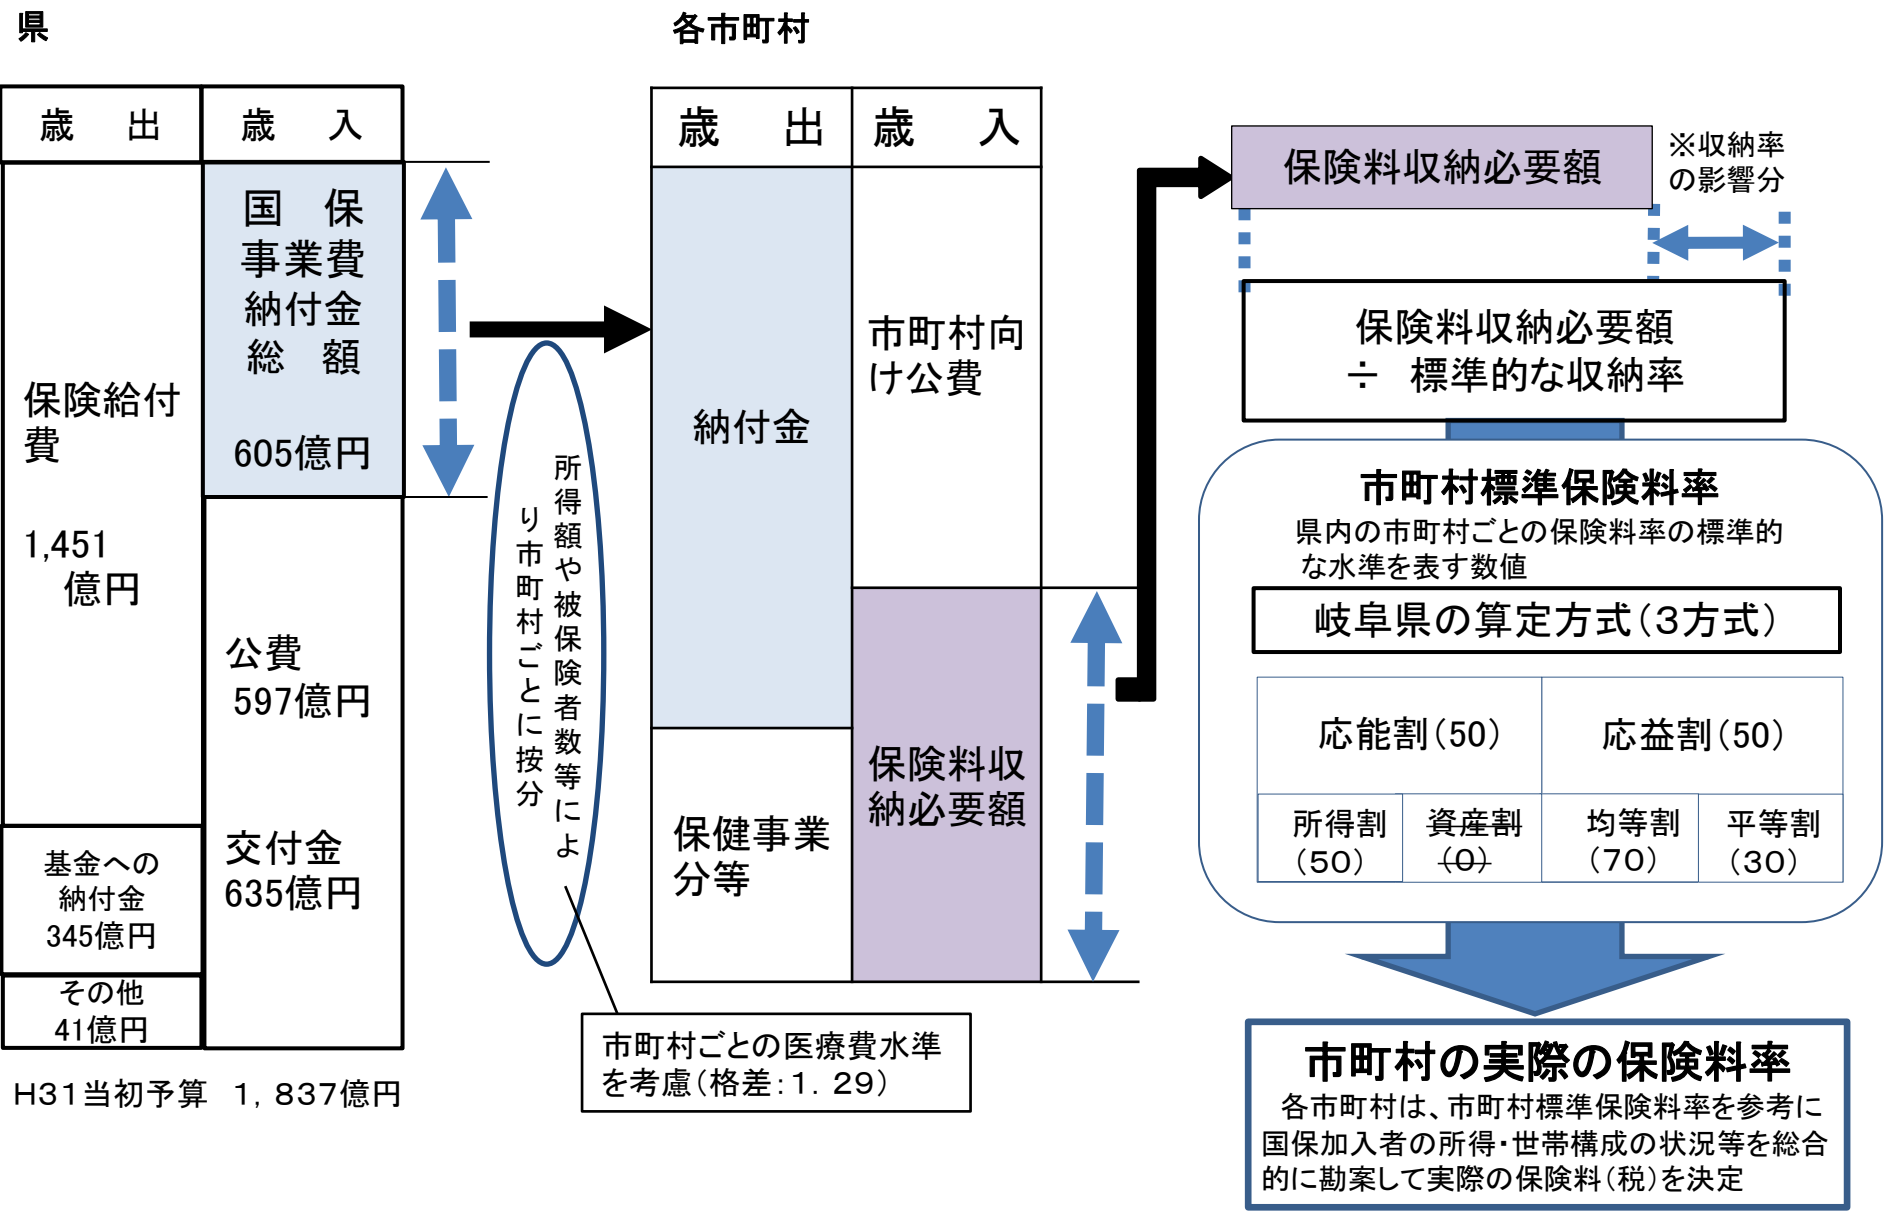 県
歳　出
歳　入
保険給付
費
1,451
億円
基金への
納付金
345億円
その他
41億円
国　保
事業費
納付金
総　額
605億円
公費
597億円
交付金
635億円
H31当初予算　1，837億円
所得額や被保険者数等によ
り市町村ごとに按分
市町村ごとの医療費水準
を考慮（格差：1．29）
各市町村
歳　出
歳　入
納付金
保健事業
分等
市町村向
け公費
保険料収
納必要額
保険料収納必要額
※収納率
の影響分
保険料収納必要額
÷　標準的な収納率
市町村標準保険料率
県内の市町村ごとの保険料率の標準的
な水準を表す数値
岐阜県の算定方式（３方式）
応能割（50）
応益割（50）
所得割
（50）
資産割
（0）
均等割
（70）
平等割
（30）
市町村の実際の保険料率
各市町村は、市町村標準保険料率を参考に
国保加入者の所得・世帯構成の状況等を総合
的に勘案して実際の保険料（税）を決定